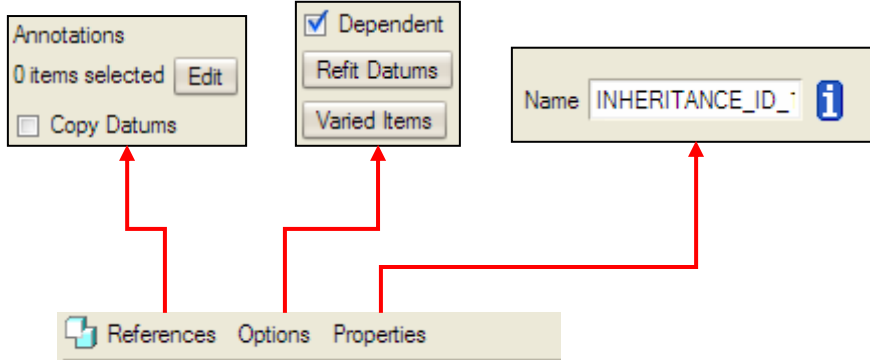 Annotations
0 items selected Edit
Copy Datums
Dependent
Refit Datums
Varied Items
Name INHERITANCE_ID_
References Options Properties